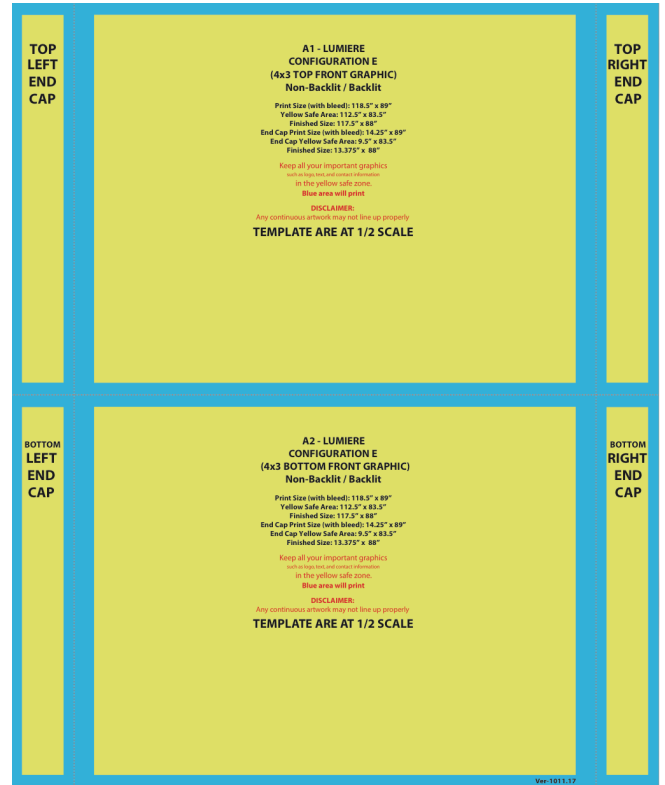 TOP
LEFT
END
CAP
A1 - LUMIERE
CONFIGURATION E
(4x3 TOP FRONT GRAPHIC)
Non-Backlit / Backlit
Print Size (with bleed): 118.5” x 89”
Yellow Safe Area: 112.5” x 83.5”
Finished Size: 117.5” x 88”
End Cap Print Size (with bleed): 14.25” x 89”
End Cap Yellow Safe Area: 9.5” x 83.5”
Finished Size: 13.375” x 88”
Keep all your important graphics
such as logo, text, and contact information
in the yellow safe zone.
Blue area will print
DISCLAIMER:
Any continuous artwork may not line up properly
TEMPLATE ARE AT 1/2 SCALE
TOP
RIGHT
END
CAP
BOTTOM
LEFT
END
CAP
A2 - LUMIERE
CONFIGURATION E
(4x3 BOTTOM FRONT GRAPHIC)
Non-Backlit / Backlit
Print Size (with bleed): 118.5” x 89”
Yellow Safe Area: 112.5” x 83.5”
Finished Size: 117.5” x 88”
End Cap Print Size (with bleed): 14.25” x 89”
End Cap Yellow Safe Area: 9.5” x 83.5”
Finished Size: 13.375” x 88”
Keep all your important graphics
such as logo, text, and contact information
in the yellow safe zone.
Blue area will print
DISCLAIMER:
Any continuous artwork may not line up properly
TEMPLATE ARE AT 1/2 SCALE
BOTTOM
RIGHT
END
CAP
Ver-1011.17